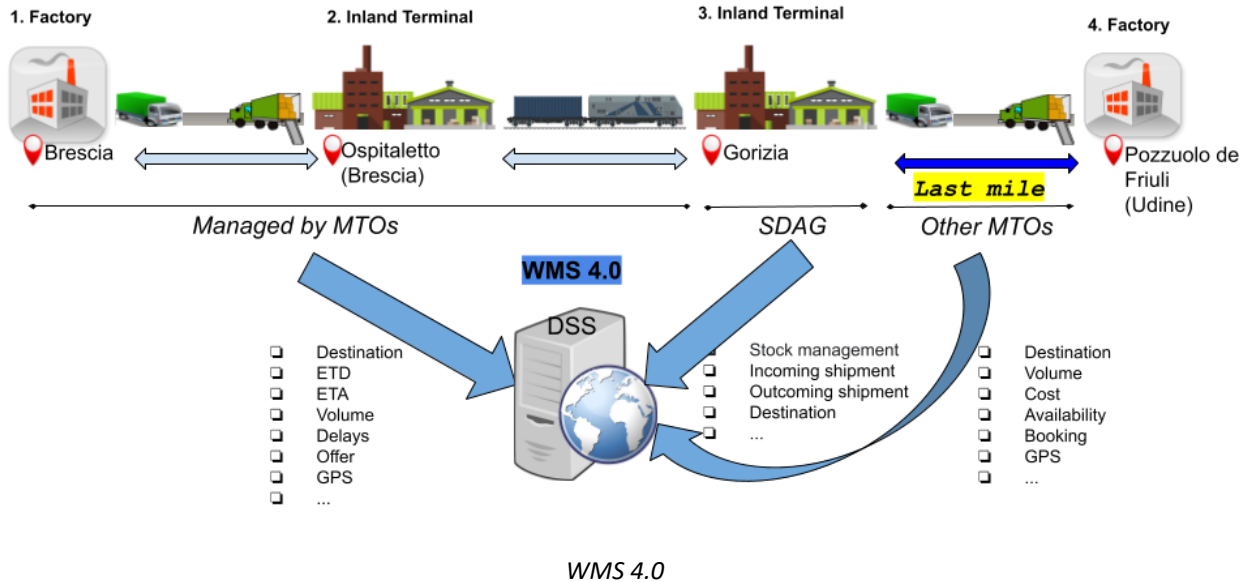 1. Factory
2. Inland Terminal
3. Inland Terminal
4. Factory
Brescia
Ospitaletto
(Brescia)
Gorizia
Pozzuolo de
Friuli
(Udine)
Last mile
Managed by MTOs
SDAG
Other MTOs
WMS 4.0
DSS
Destination
ETD
ETA
Volume
Delays
Offer
GPS
...
Stock management
Incoming shipment
Outcoming shipment
Destination
...
Destination
Volume
Cost
Availability
Booking
GPS
...
WMS 4.0